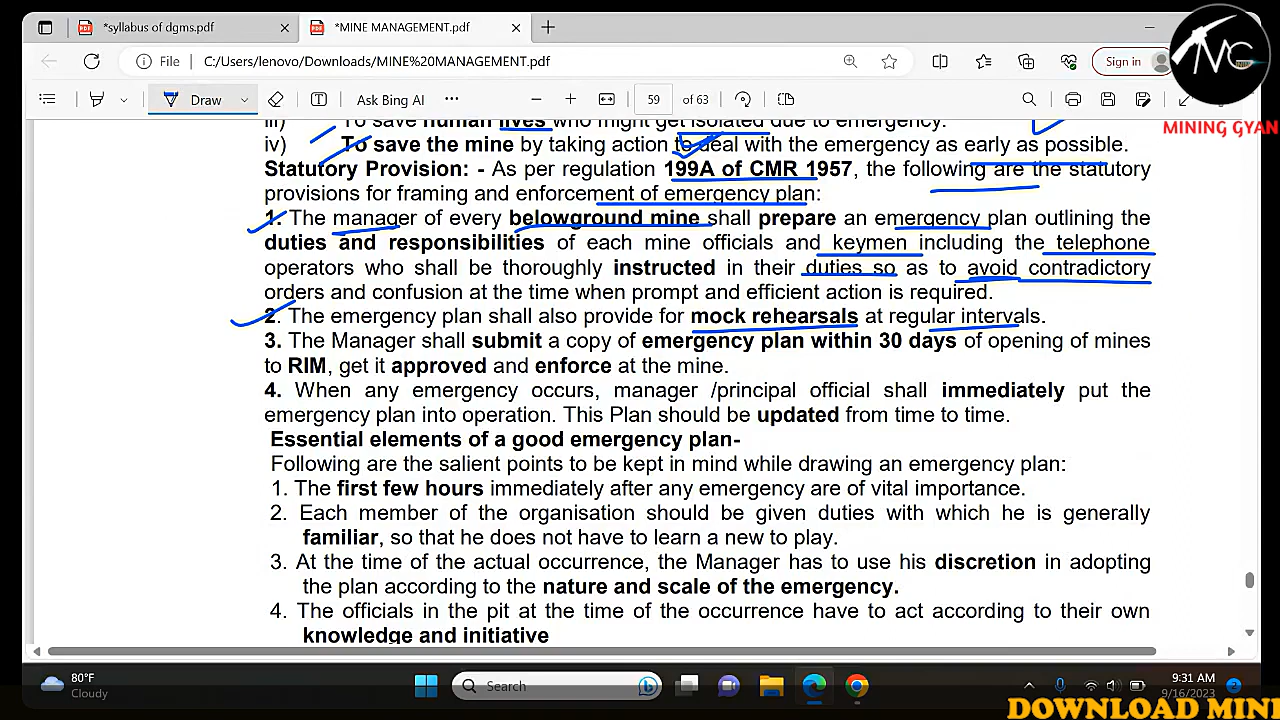 *syllabus of dgms.pdf
*MINE MANAGEMENT.pdf
File
C:/Users/lenovo/Downloads/MINE%20MANAGEMENT.pdf
Sign in
Draw
Ask Bing AI
59 of 63
MINING GYAN
iii) To save human lives who might get isolated due to emergency.
iv) To save the mine by taking action to deal with the emergency as early as possible.
Statutory Provision: - As per regulation 199A of CMR 1957, the following are the statutory
provisions for framing and enforcement of emergency plan:
1. The manager of every belowground mine shall prepare an emergency plan outlining the
duties and responsibilities of each mine officials and keymen including the telephone
operators who shall be thoroughly instructed in their duties so as to avoid contradictory
orders and confusion at the time when prompt and efficient action is required.
2. The emergency plan shall also provide for mock rehearsals at regular intervals.
3. The Manager shall submit a copy of emergency plan within 30 days of opening of mines
to RIM, get it approved and enforce at the mine.
4. When any emergency occurs, manager /principal official shall immediately put the
emergency plan into operation. This Plan should be updated from time to time.
Essential elements of a good emergency plan-
Following are the salient points to be kept in mind while drawing an emergency plan:
1. The first few hours immediately after any emergency are of vital importance.
2. Each member of the organisation should be given duties with which he is generally
familiar, so that he does not have to learn a new to play.
3. At the time of the actual occurrence, the Manager has to use his discretion in adopting
the plan according to the nature and scale of the emergency.
4. The officials in the pit at the time of the occurrence have to act according to their own
knowledge and initiative
80°F
Cloudy
Search
9:31 AM
9/16/2023
DOWNLOAD MINI